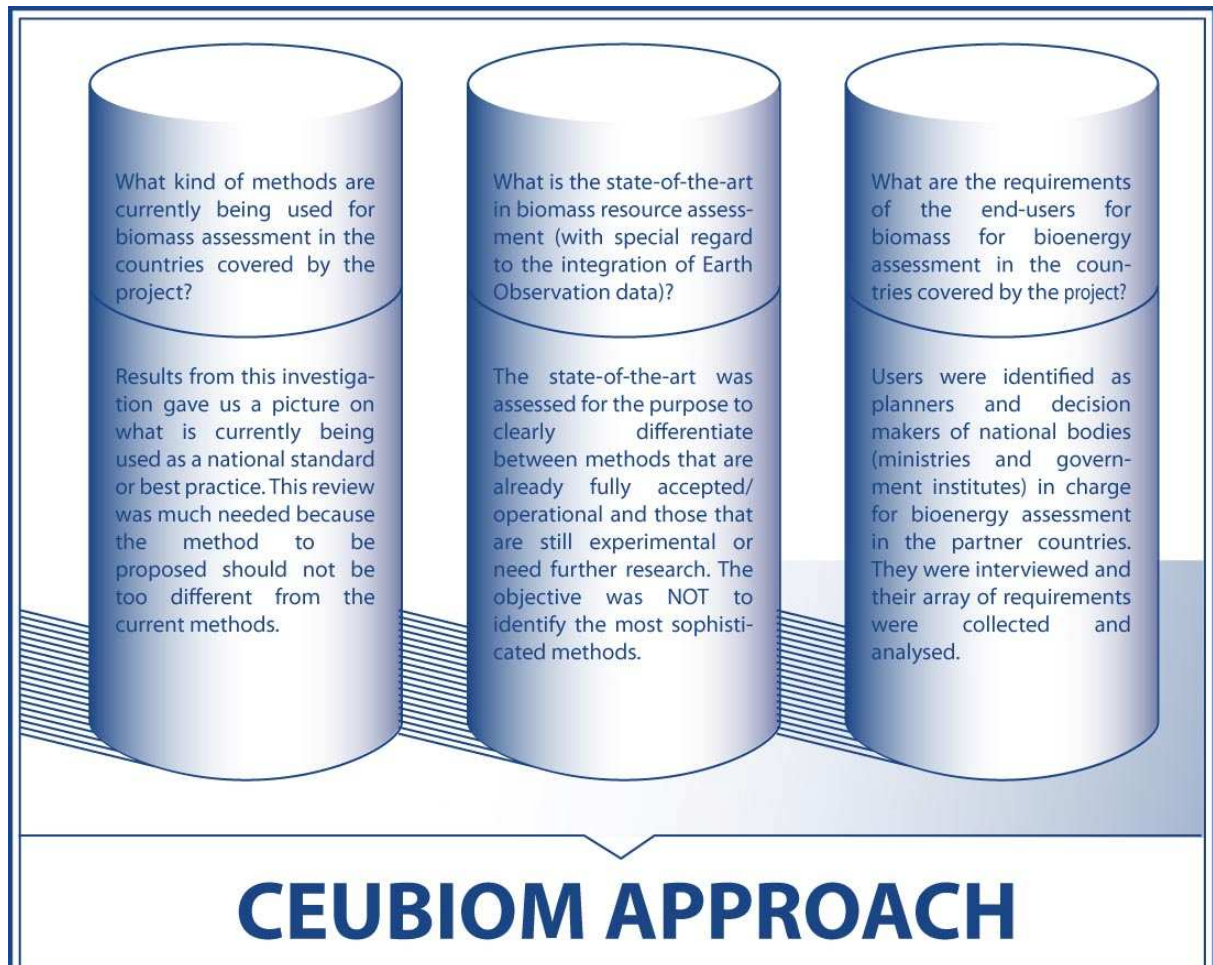 What kind of methods are
currently being used for
biomass assessment in the
countries covered by the
project?
Results from this investiga-
tion gave us a picture on
what is currently being
used as a national standard
or best practice. This review
was much needed because
the method to be
proposed should not be
too different from the
current methods.
What is the state-of-the-art
in biomass resource assess-
ment (with special regard
to the integration of Earth
Observation data)?
The state-of-the-art was
assessed for the purpose to
clearly differentiate
between methods that are
already fully accepted/
operational and those that
are still experimental or
need further research. The
objective was NOT to
identify the most sophisti-
cated methods.
What are the requirements
of the end-users for
biomass for bioenergy
assessment in the coun-
tries covered by the project?
Users were identified as
planners and decision
makers of national bodies
(ministries and govern-
ment institutes) in charge
for bioenergy assessment
in the partner countries.
They were interviewed and
their array of requirements
were collected and
analysed.
CEUBIOM APPROACH